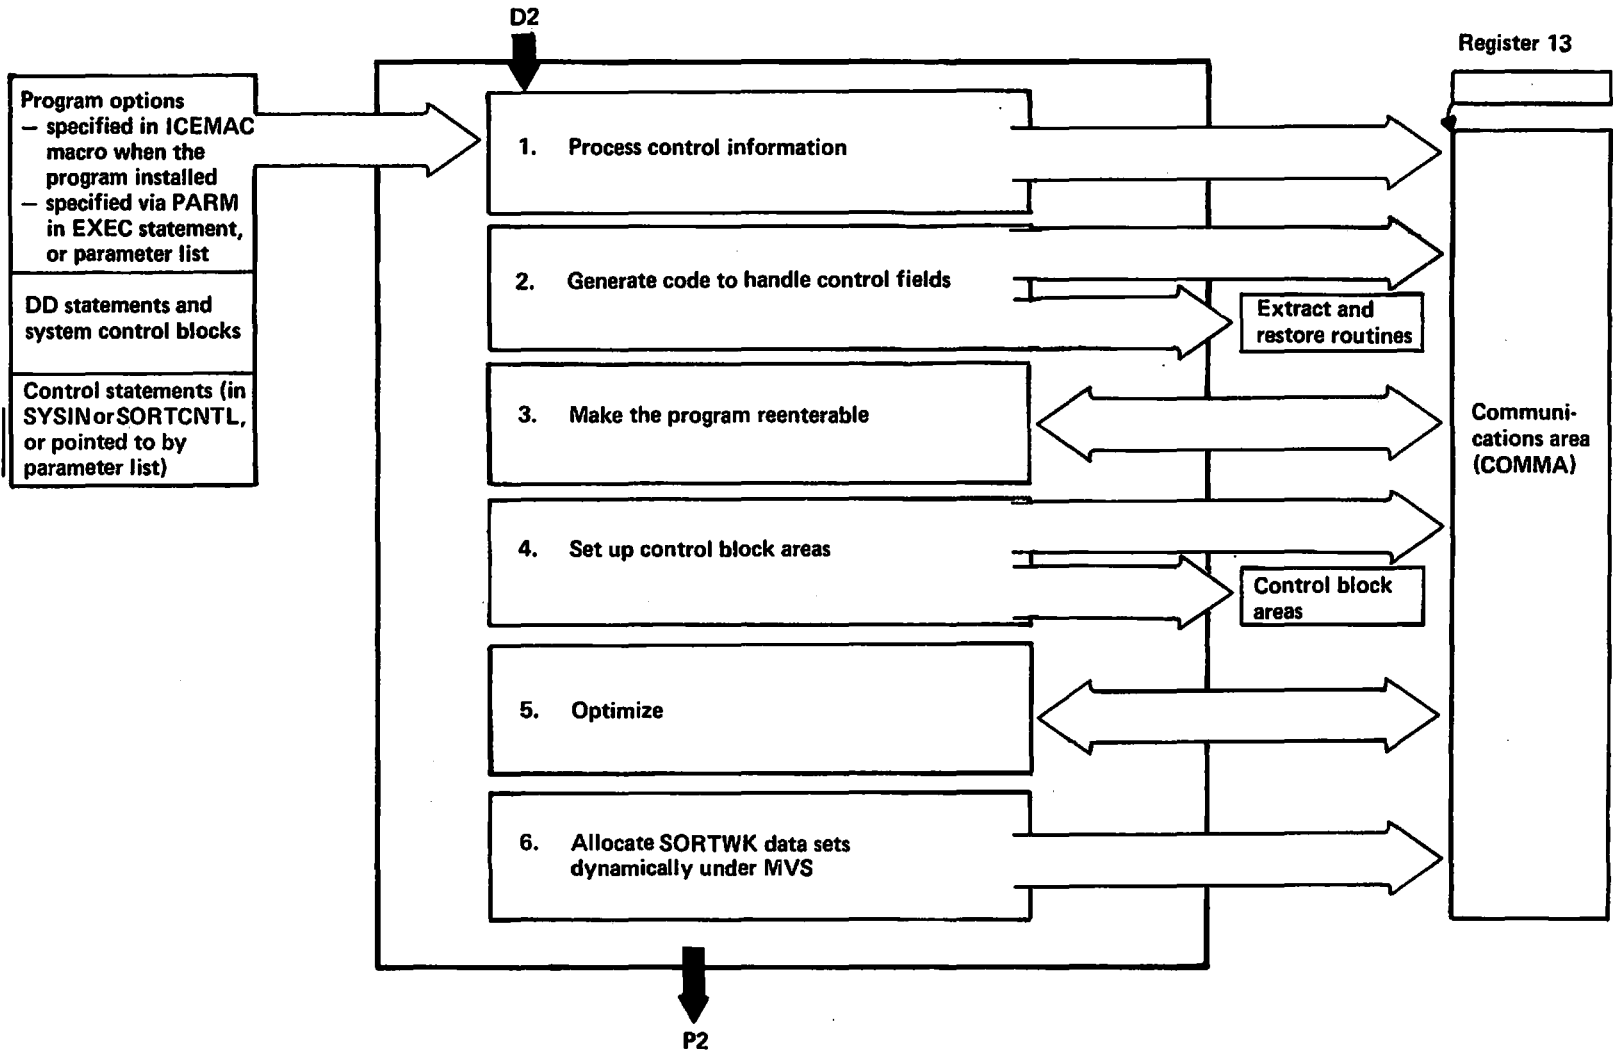 D2
Register 13
Program options
— specified in ICEMAC
macro when the
program installed
— specified via PARM
in EXEC statement,
or parameter list
DD statements and
system control blocks
Control statements (in
SYSIN or SORTCNTL,
or pointed to by
parameter list)
1. Process control information
2. Generate code to handle control fields
Extract and
restore routines
3. Make the program reenterable
Communi-
cations area
(COMMA)
4. Set up control block areas
Control block
areas
5. Optimize
6. Allocate SORTWK data sets
dynamically under MVS
P2